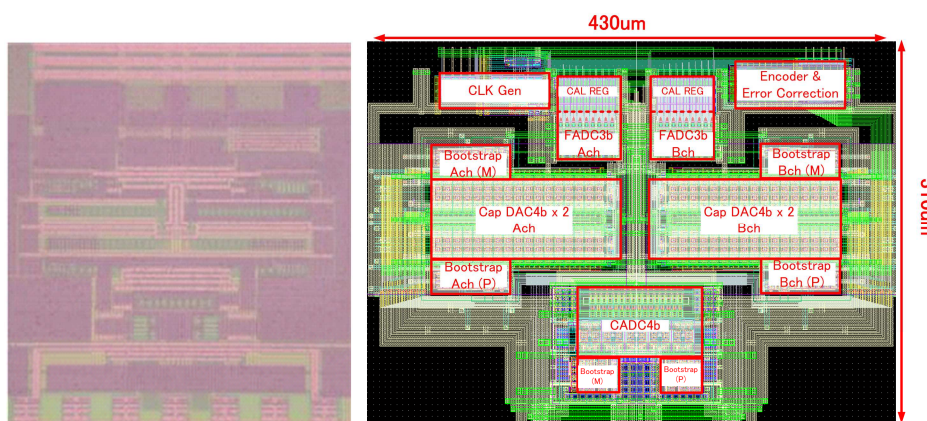 430um
CLK Gen
CAL REG
CAL REG
Encoder &
Error Correction
FADC3b
Ach
FADC3b
Bch
Bootstrap
Ach (M)
Bootstrap
Bch (M)
Cap DAC4b x 2
Ach
Cap DAC4b x 2
Bch
Bootstrap
Ach (P)
Bootstrap
Bch (P)
CADC4b
Bootstrap
(M)
Bootstrap
(P)